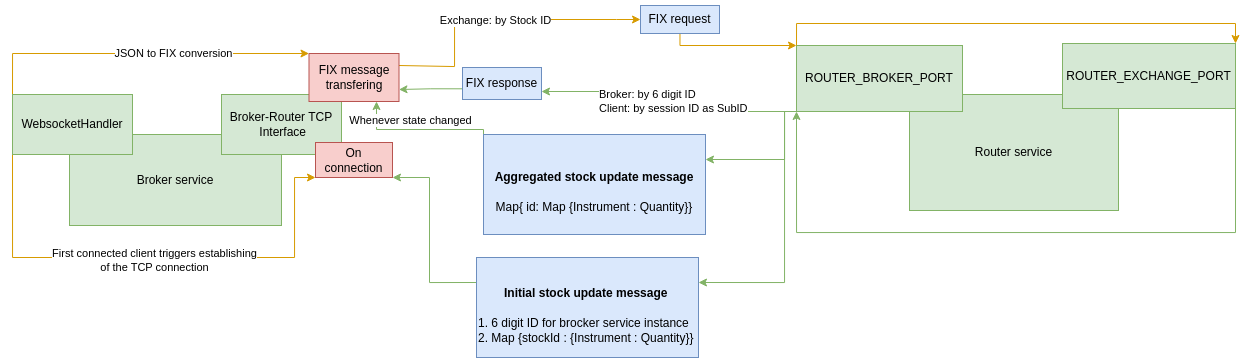 Exchange: by Stock ID
FIX request
JSON to FIX conversion
FIX message
transfering
FIX response
ROUTER_BROKER_PORT
ROUTER_EXCHANGE_PORT
Broker: by 6 digit ID
Client: by session ID as SubID
WebsocketHandler
Broker-Router TCP
Interface
Whenever state changed
On
connection
Broker service
Router service
Aggregated stock update message
Map{ id: Map {Instrument : Quantity}}
First connected client triggers establishing
of the TCP connection
Initial stock update message
1. 6 digit ID for brocker service instance
2. Map {stockId : {Instrument : Quantity}}